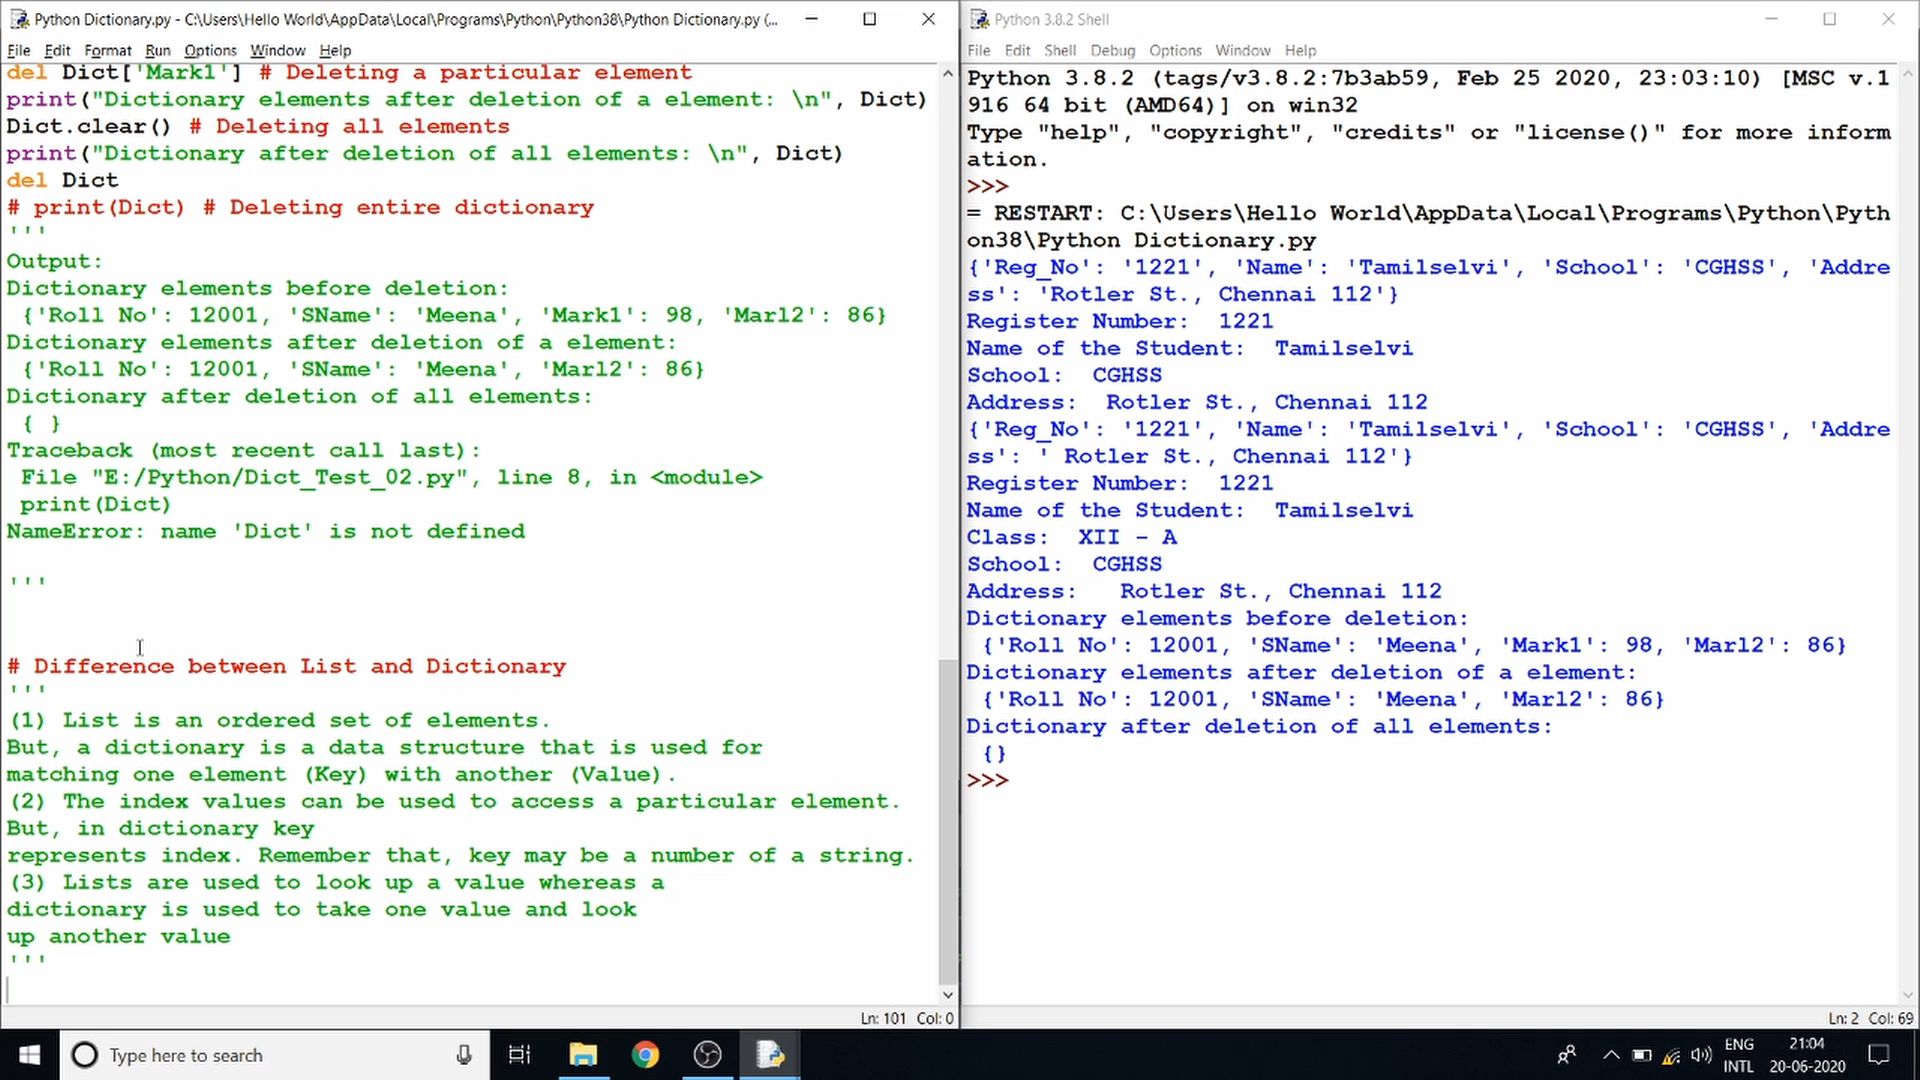 Python Dictionary.py - C:\Users\Hello World\AppData\Local\Programs\Python\Python38\Python Dictionary.py (...
File Edit Format Run Options Window Help
del Dict['Mark1'] # Deleting a particular element
print("Dictionary elements after deletion of a element: \n", Dict)
Dict.clear() # Deleting all elements
print("Dictionary after deletion of all elements: \n", Dict)
del Dict
# print(Dict) # Deleting entire dictionary
'''
Output:
Dictionary elements before deletion:
{'Roll No': 12001, 'SName': 'Meena', 'Mark1': 98, 'Marl2': 86}
Dictionary elements after deletion of a element:
{'Roll No': 12001, 'SName': 'Meena', 'Marl2': 86}
Dictionary after deletion of all elements:
{ }
Traceback (most recent call last):
File "E:/Python/Dict_Test_02.py", line 8, in <module>
print(Dict)
NameError: name 'Dict' is not defined
'''
# Difference between List and Dictionary
'''
(1) List is an ordered set of elements.
But, a dictionary is a data structure that is used for
matching one element (Key) with another (Value).
(2) The index values can be used to access a particular element.
But, in dictionary key
represents index. Remember that, key may be a number of a string.
(3) Lists are used to look up a value whereas a
dictionary is used to take one value and look
up another value
'''
Ln: 101 Col: 0
Python 3.8.2 Shell
File Edit Shell Debug Options Window Help
Python 3.8.2 (tags/v3.8.2:7b3ab59, Feb 25 2020, 23:03:10) [MSC v.1
916 64 bit (AMD64)] on win32
Type "help", "copyright", "credits" or "license()" for more inform
ation.
>>>
= RESTART: C:\Users\Hello World\AppData\Local\Programs\Python\Pyth
on38\Python Dictionary.py
{'Reg_No': '1221', 'Name': 'Tamilselvi', 'School': 'CGHSS', 'Addre
ss': 'Rotler St., Chennai 112'}
Register Number:  1221
Name of the Student:  Tamilselvi
School:  CGHSS
Address:  Rotler St., Chennai 112
{'Reg_No': '1221', 'Name': 'Tamilselvi', 'School': 'CGHSS', 'Addre
ss': ' Rotler St., Chennai 112'}
Register Number:  1221
Name of the Student:  Tamilselvi
Class:  XII - A
School:  CGHSS
Address:   Rotler St., Chennai 112
Dictionary elements before deletion:
{'Roll No': 12001, 'SName': 'Meena', 'Mark1': 98, 'Marl2': 86}
Dictionary elements after deletion of a element:
{'Roll No': 12001, 'SName': 'Meena', 'Marl2': 86}
Dictionary after deletion of all elements:
{}
>>>
Ln: 2 Col: 69
Type here to search
ENG
INTL
21:04
20-06-2020